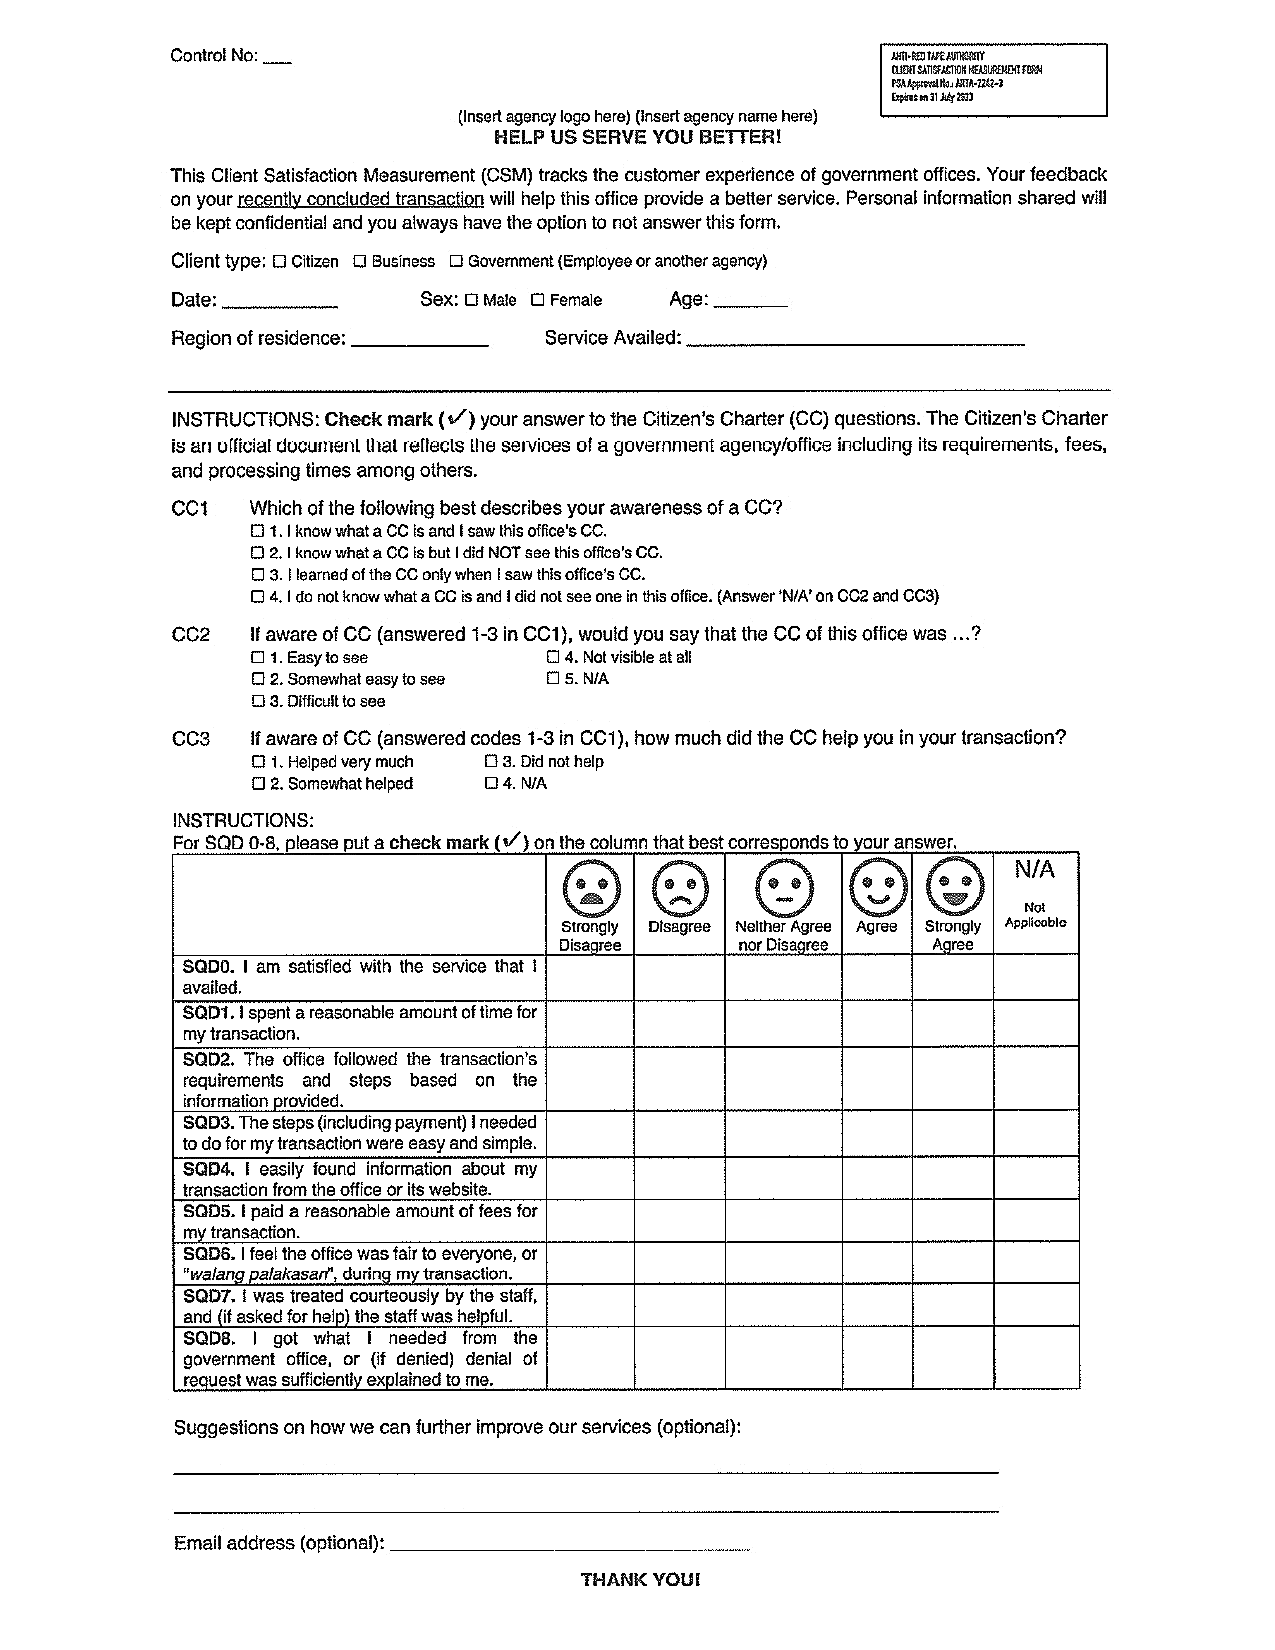 Control No: ___
ANTI-RED TAPE AUTHORITY
CLIENT SATISFACTION MEASUREMENT FORM
PSA Approval No.: ARTA-2242-3
Expires on 31 July 2023
(Insert agency logo here) (Insert agency name here)
HELP US SERVE YOU BETTER!
This Client Satisfaction Measurement (CSM) tracks the customer experience of government offices. Your feedback
on your recently concluded transaction will help this office provide a better service. Personal information shared will
be kept confidential and you always have the option to not answer this form.
Client type: ☐ Citizen ☐ Business ☐ Government (Employee or another agency)
Date: ____________ Sex: ☐ Male ☐ Female Age: ________
Region of residence: ______________ Service Availed: ___________________________________
INSTRUCTIONS: Check mark (✓) your answer to the Citizen's Charter (CC) questions. The Citizen's Charter
is an official document that reflects the services of a government agency/office including its requirements, fees,
and processing times among others.
CC1 Which of the following best describes your awareness of a CC?
☐ 1. I know what a CC is and I saw this office's CC.
☐ 2. I know what a CC is but I did NOT see this office's CC.
☐ 3. I learned of the CC only when I saw this office's CC.
☐ 4. I do not know what a CC is and I did not see one in this office. (Answer 'N/A' on CC2 and CC3)
CC2 If aware of CC (answered 1-3 in CC1), would you say that the CC of this office was ...?
☐ 1. Easy to see ☐ 4. Not visible at all
☐ 2. Somewhat easy to see ☐ 5. N/A
☐ 3. Difficult to see
CC3 If aware of CC (answered codes 1-3 in CC1), how much did the CC help you in your transaction?
☐ 1. Helped very much ☐ 3. Did not help
☐ 2. Somewhat helped ☐ 4. N/A
INSTRUCTIONS:
For SQD 0-8, please put a check mark (✓) on the column that best corresponds to your answer.
N/A
Not
Strongly Disagree Neither Agree Agree Strongly Applicable
Disagree nor Disagree Agree
SQD0. I am satisfied with the service that I
availed.
SQD1. I spent a reasonable amount of time for
my transaction.
SQD2. The office followed the transaction's
requirements and steps based on the
information provided.
SQD3. The steps (including payment) I needed
to do for my transaction were easy and simple.
SQD4. I easily found information about my
transaction from the office or its website.
SQD5. I paid a reasonable amount of fees for
my transaction.
SQD6. I feel the office was fair to everyone, or
"walang palakasan", during my transaction.
SQD7. I was treated courteously by the staff,
and (if asked for help) the staff was helpful.
SQD8. I got what I needed from the
government office, or (if denied) denial of
request was sufficiently explained to me.
Suggestions on how we can further improve our services (optional):
Email address (optional): ____________________________________
THANK YOU!